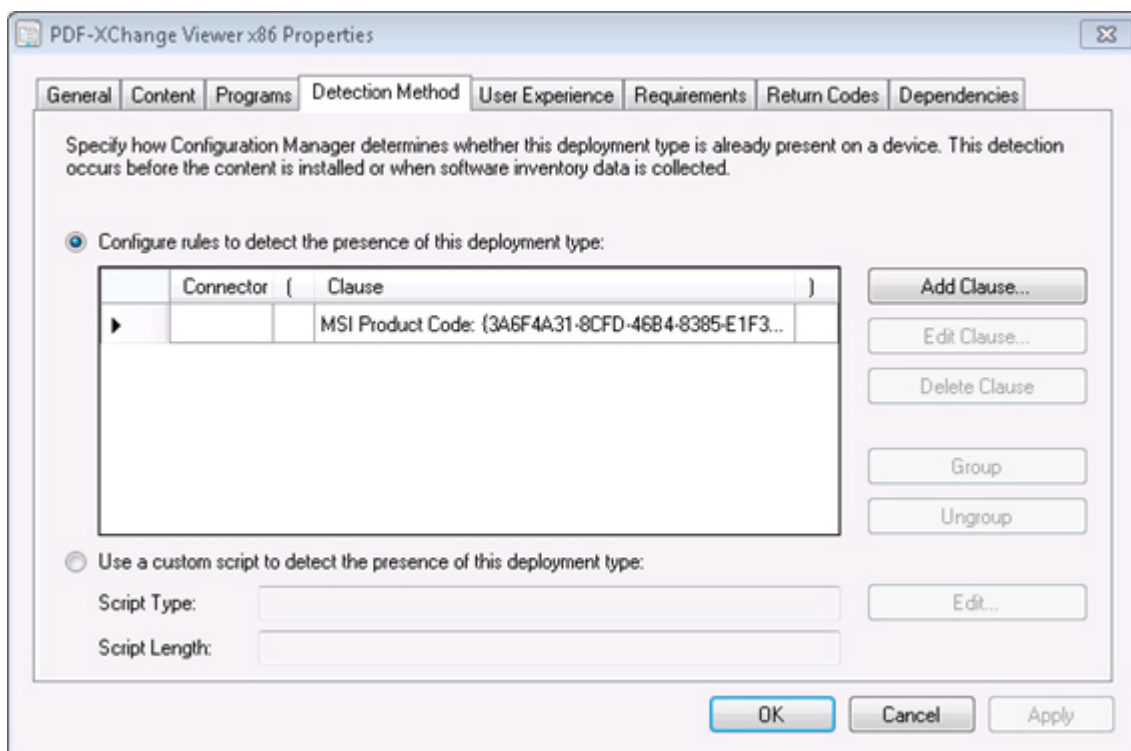 PDF-XChange Viewer x86 Properties
General Content Programs Detection Method User Experience Requirements Return Codes Dependencies
Specify how Configuration Manager determines whether this deployment type is already present on a device. This detection
occurs before the content is installed or when software inventory data is collected.
Configure rules to detect the presence of this deployment type:
Connector ( Clause )
MSI Product Code: {3A6F4A31-8CFD-46B4-8385-E1F3...
Add Clause...
Edit Clause...
Delete Clause
Group
Ungroup
Use a custom script to detect the presence of this deployment type:
Script Type:
Edit...
Script Length:
OK Cancel Apply